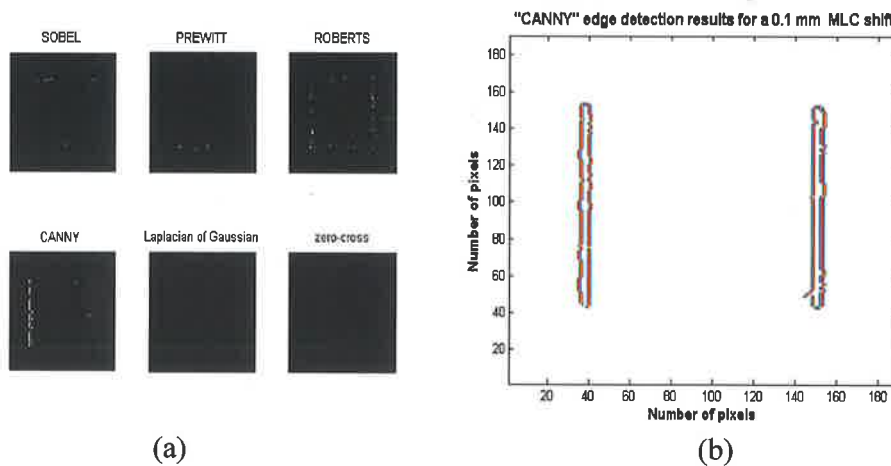 SOBEL
PREWITT
ROBERTS
CANNY
Laplacian of Gaussian
zero-cross
(a)
"CANNY" edge detection results for a 0.1 mm MLC shift
Number of pixels
180
160
140
120
100
80
60
40
20
20
40
60
80
100
120
140
160
180
Number of pixels
(b)